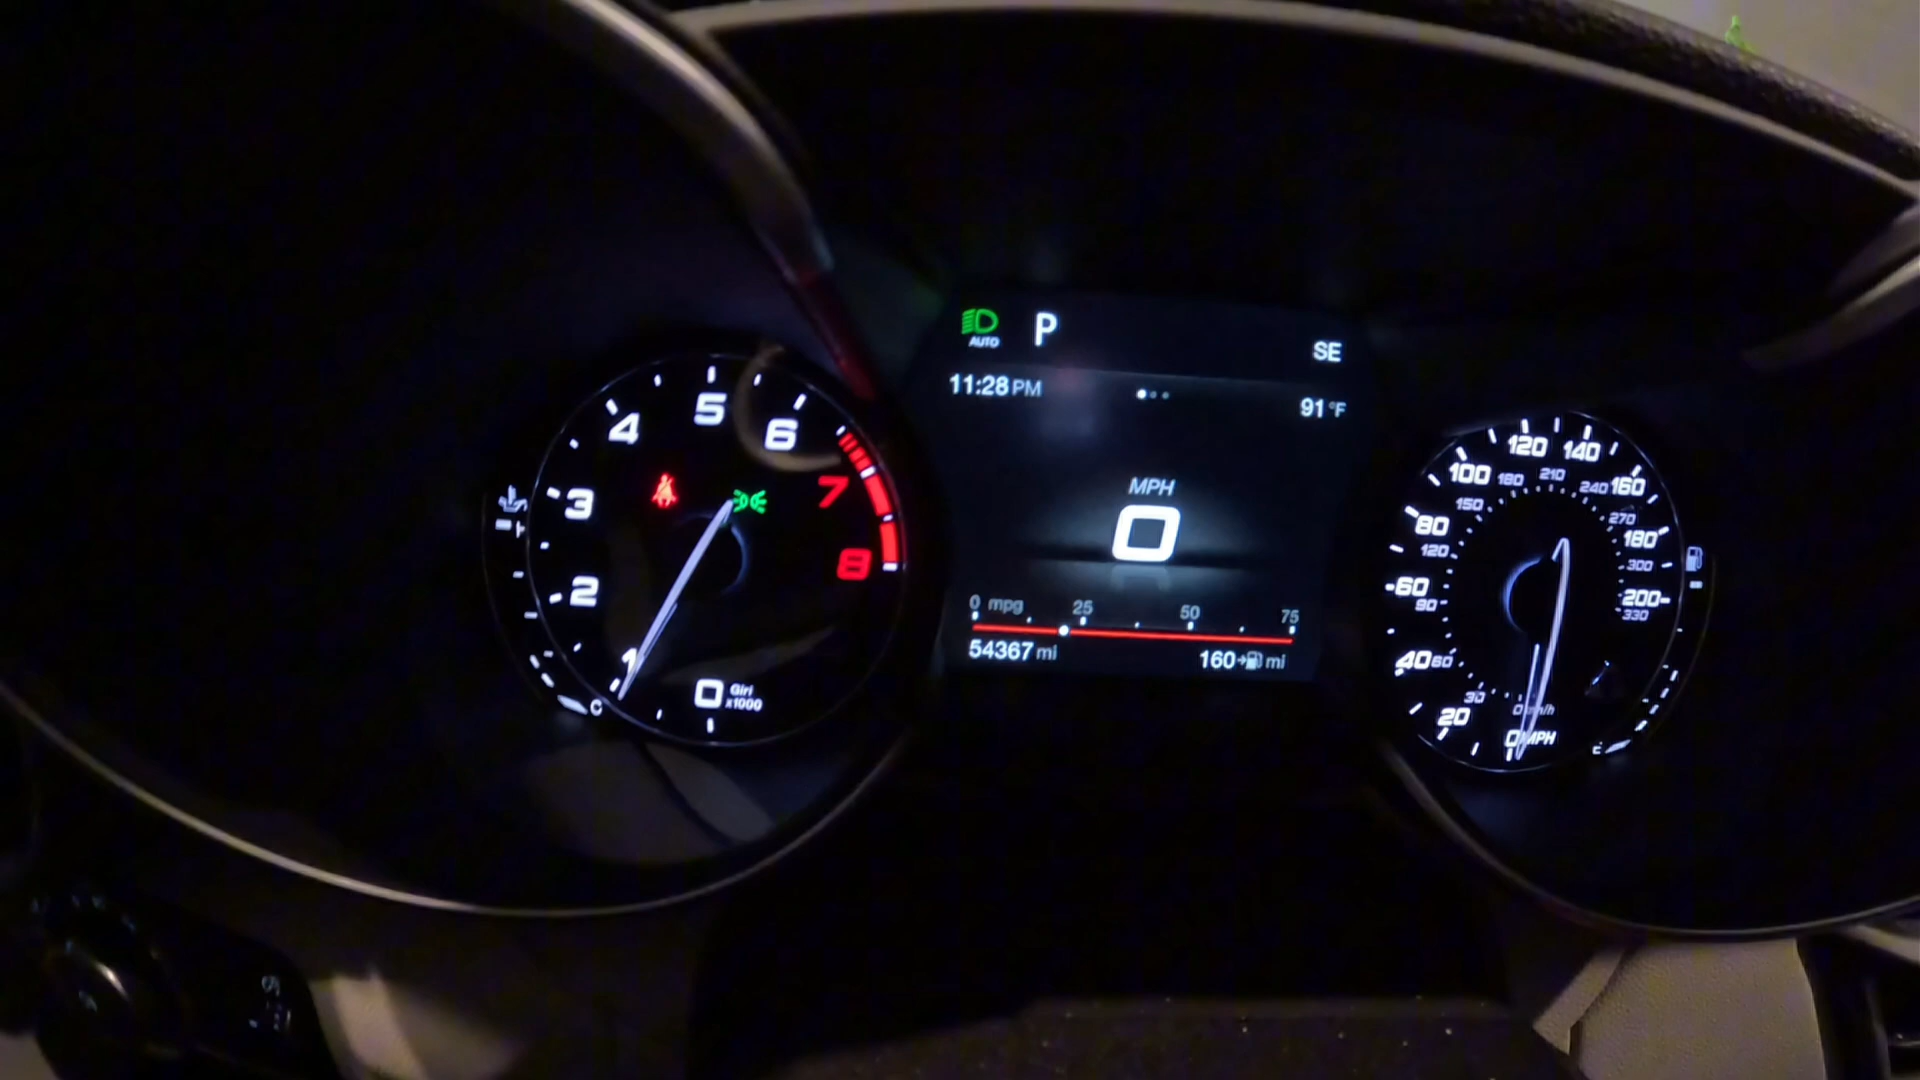 AUTO P SE
11:28 PM
91 °F
MPH
0
0 mpg 25 50 75
54367 mi
160 mi
1
2
3
4
5
6
7
8
0 Giri
x1000
C
0 MPH
20
40
60
80
100
120
140
160
180
200
0 km/h
30
60
90
120
150
180
210
240
270
300
330
E